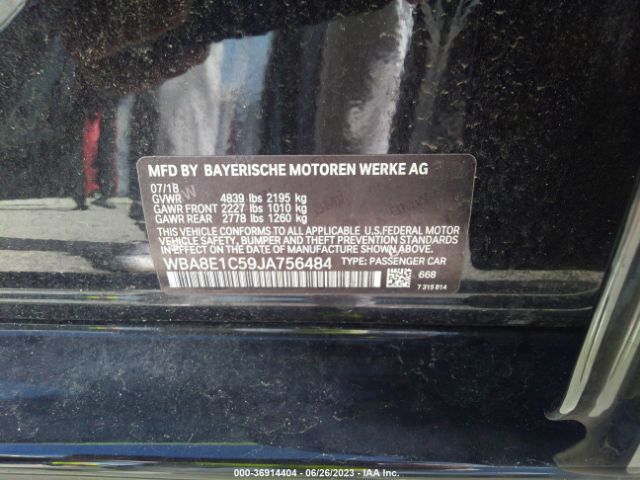 MFD BY BAYERISCHE MOTOREN WERKE AG
07/18
GVWR 4839 lbs 2195 kg
GAWR FRONT 2227 lbs 1010 kg
GAWR REAR 2778 lbs 1260 kg
THIS VEHICLE CONFORMS TO ALL APPLICABLE U.S.FEDERAL MOTOR
VEHICLE SAFETY, BUMPER, AND THEFT PREVENTION STANDARDS
IN EFFECT ON THE DATE OF MANUFACTURE SHOWN ABOVE.
WBA8E1C59JA756484 TYPE: PASSENGER CAR
668
7 315 814
000-36914404 - 06/26/2023 - IAA Inc.